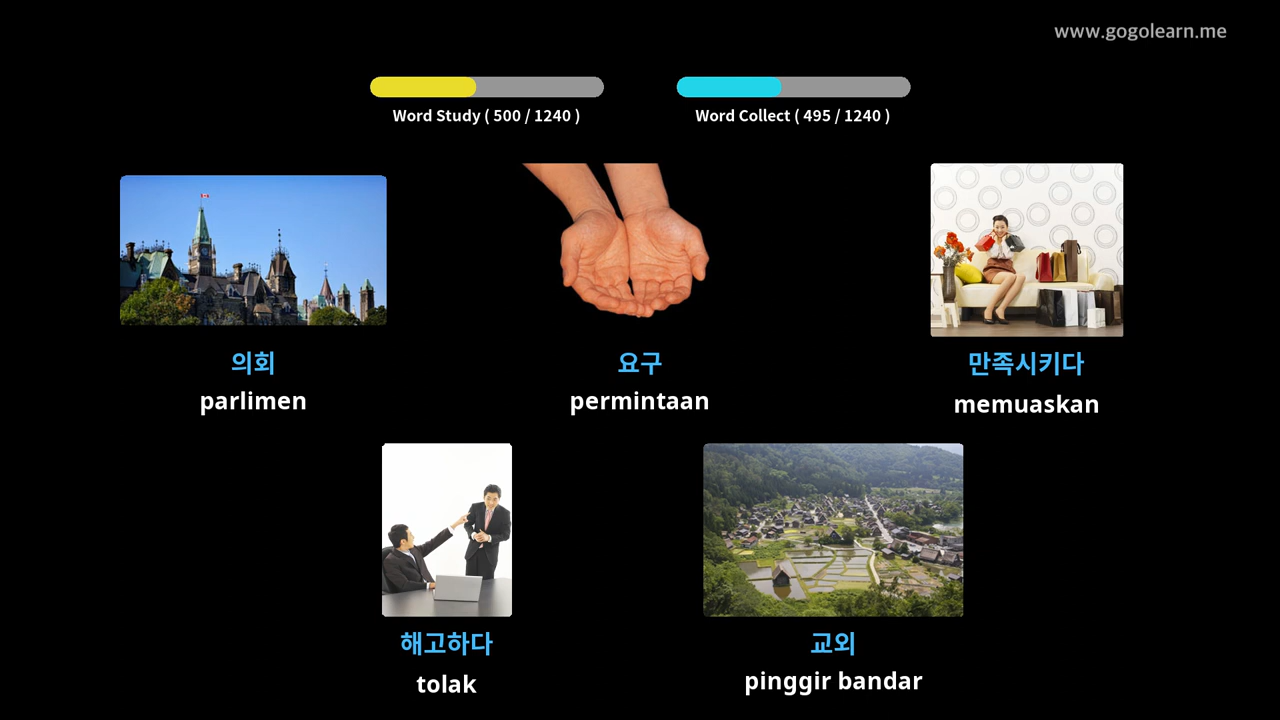 www.gogolearn.me
Word Study ( 500 / 1240 )
Word Collect ( 495 / 1240 )
의회
parlimen
요구
permintaan
만족시키다
memuaskan
해고하다
tolak
교외
pinggir bandar